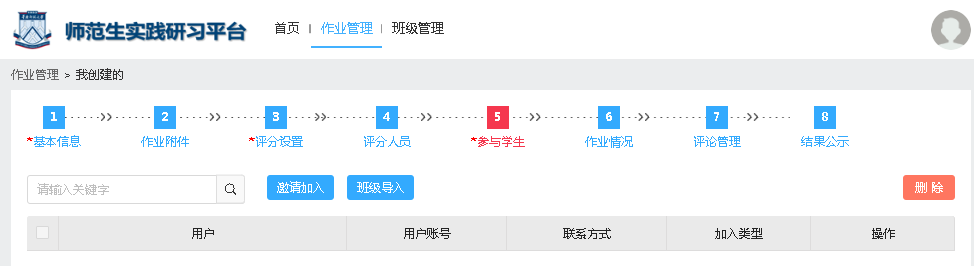 师范生实践研习平台 首页 作业管理 班级管理
作业管理 > 我创建的
1 2 3 4 5 6 7 8
*基本信息 作业附件 *评分设置 评分人员 *参与学生 作业情况 评论管理 结果公示
请输入关键字 邀请加入 班级导入 删 除
用户 用户账号 联系方式 加入类型 操作